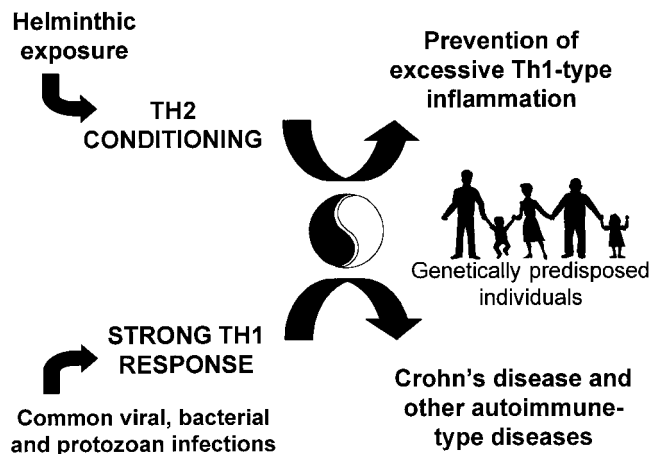 Helminthic
exposure
TH2
CONDITIONING
Prevention of
excessive Th1-type
inflammation
Genetically predisposed
individuals
STRONG TH1
RESPONSE
Common viral, bacterial
and protozoan infections
Crohn's disease and
other autoimmune-
type diseases